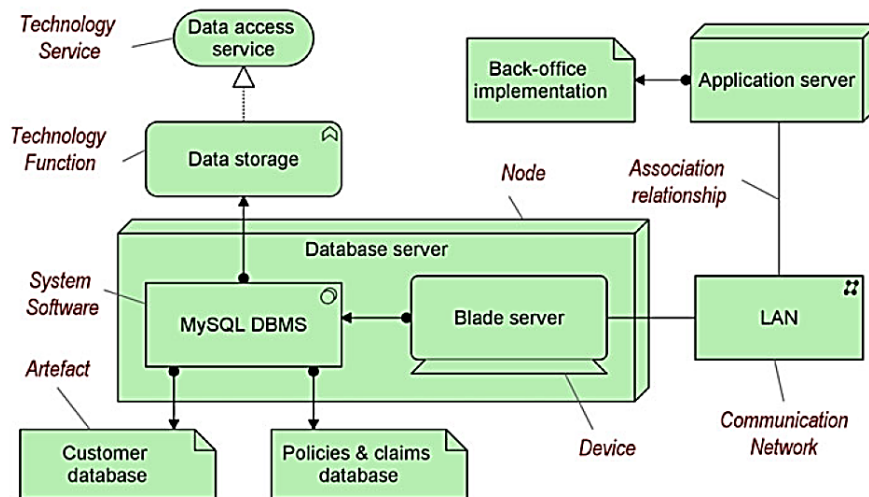 Technology
Service
Data access
service
Back-office
implementation
Application server
Technology
Function
Data storage
Node
Association
relationship
Database server
System
Software
MySQL DBMS
Blade server
LAN
Artefact
Customer
database
Policies & claims
database
Device
Communication
Network